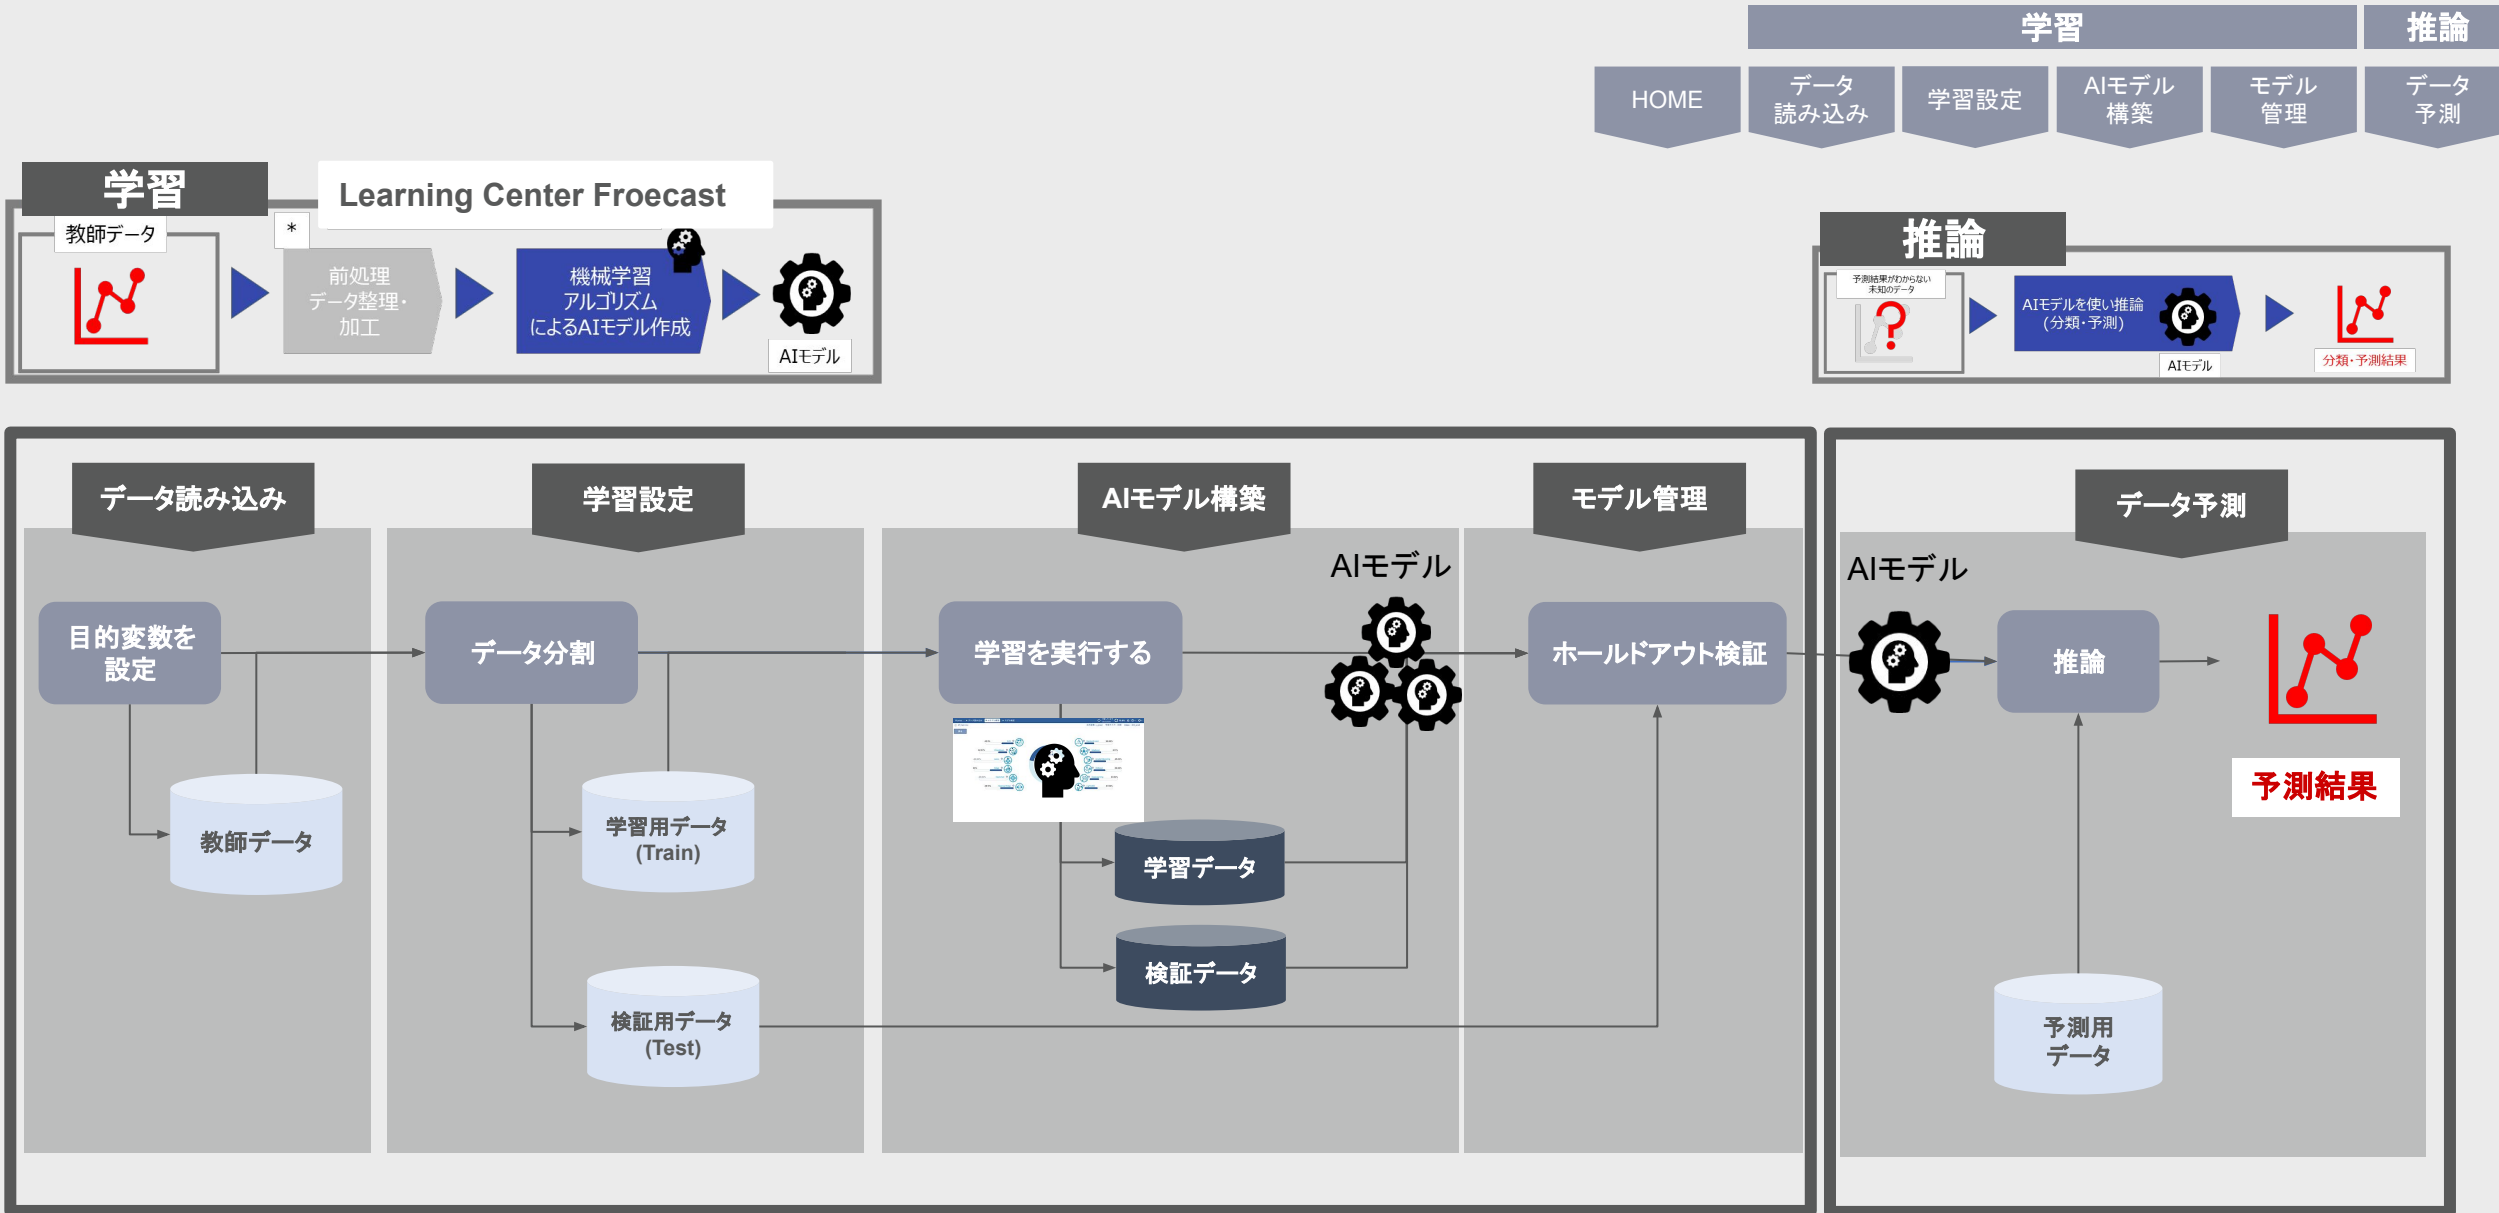 学習
推論
HOME
データ
読み込み
学習設定
AIモデル
構築
モデル
管理
データ
予測
学習
Learning Center Froecast
教師データ
*
前処理
データ整理・
加工
機械学習
アルゴリズム
によるAIモデル作成
AIモデル
推論
予測結果がわからない
未知のデータ
AIモデルを使い推論
(分類・予測)
AIモデル
分類・予測結果
データ読み込み
学習設定
AIモデル構築
モデル管理
データ予測
AIモデル
AIモデル
目的変数を
設定
データ分割
学習を実行する
ホールドアウト検証
推論
教師データ
学習用データ
(Train)
学習データ
検証データ
検証用データ
(Test)
予測結果
予測用
データ